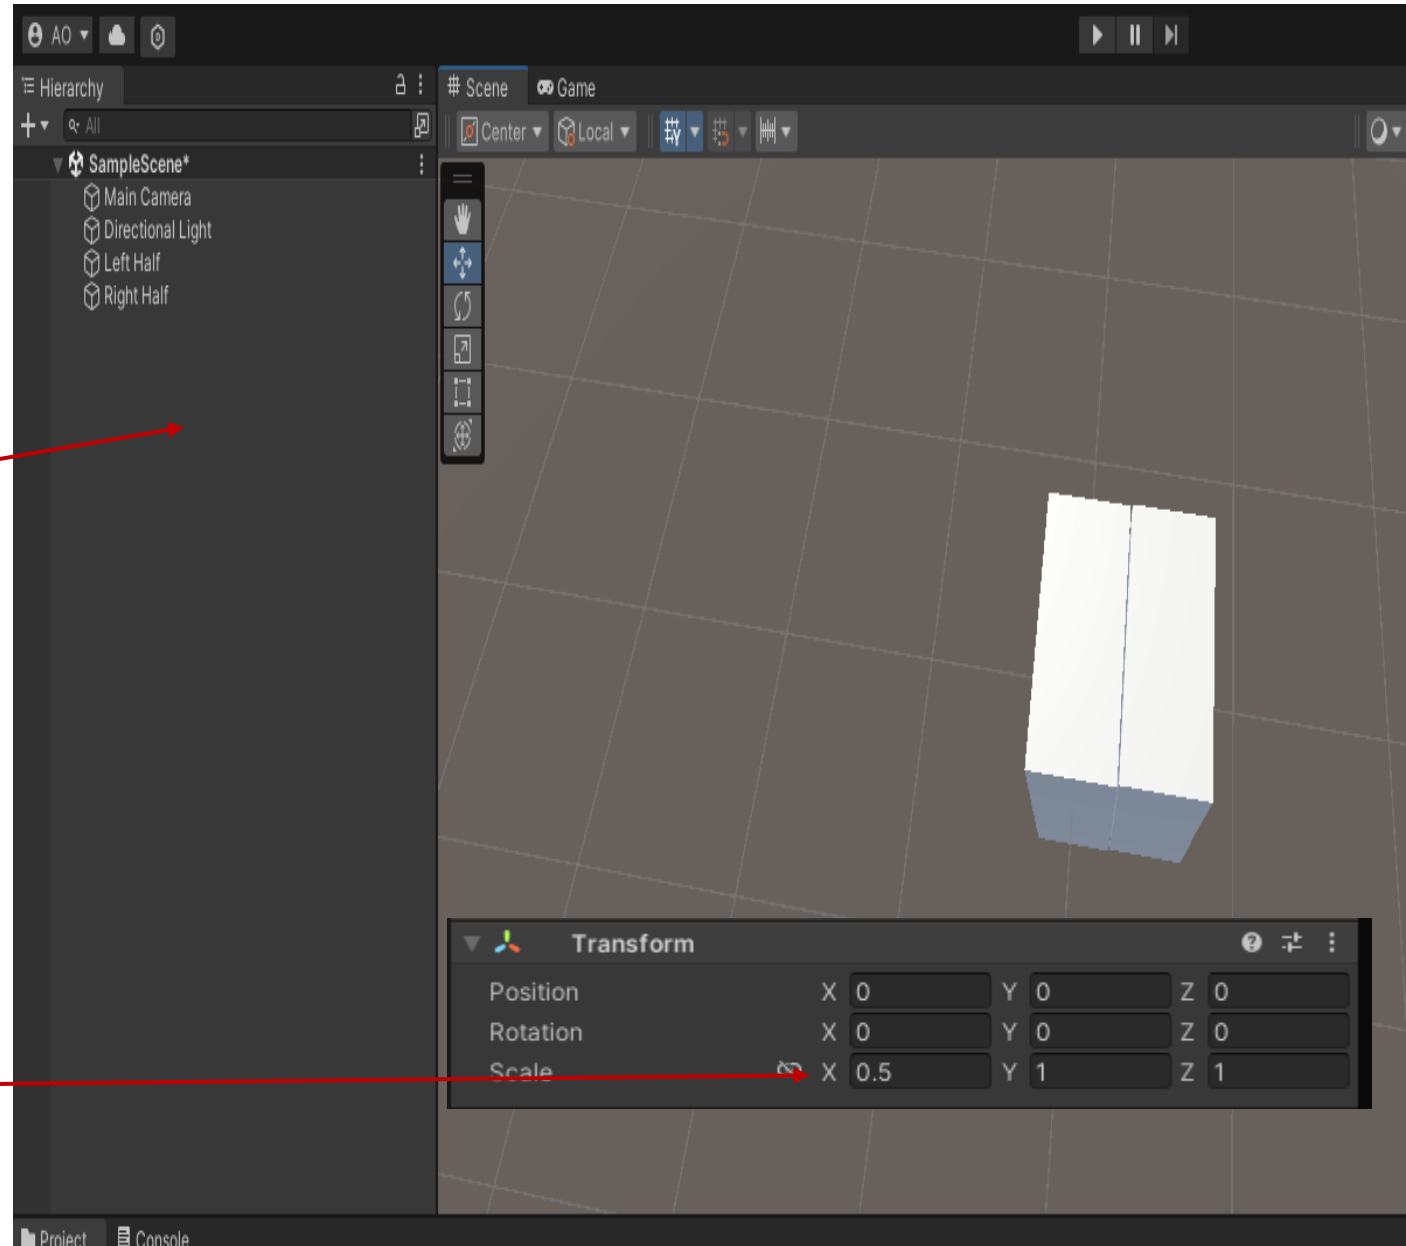 AO
Hierarchy
Scene
Game
All
Center
Local
SampleScene*
Main Camera
Directional Light
Left Half
Right Half
Transform
Position X 0 Y 0 Z 0
Rotation X 0 Y 0 Z 0
Scale X 0.5 Y 1 Z 1
Project
Console